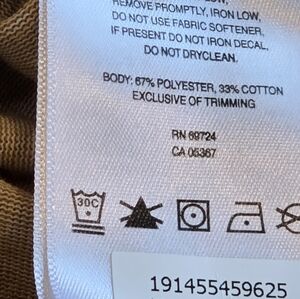 REMOVE PROMPTLY, IRON LOW,
DO NOT USE FABRIC SOFTENER,
IF PRESENT DO NOT IRON DECAL,
DO NOT DRYCLEAN.
BODY: 67% POLYESTER, 33% COTTON
EXCLUSIVE OF TRIMMING
RN 69724
CA 05367
30C
191455459625